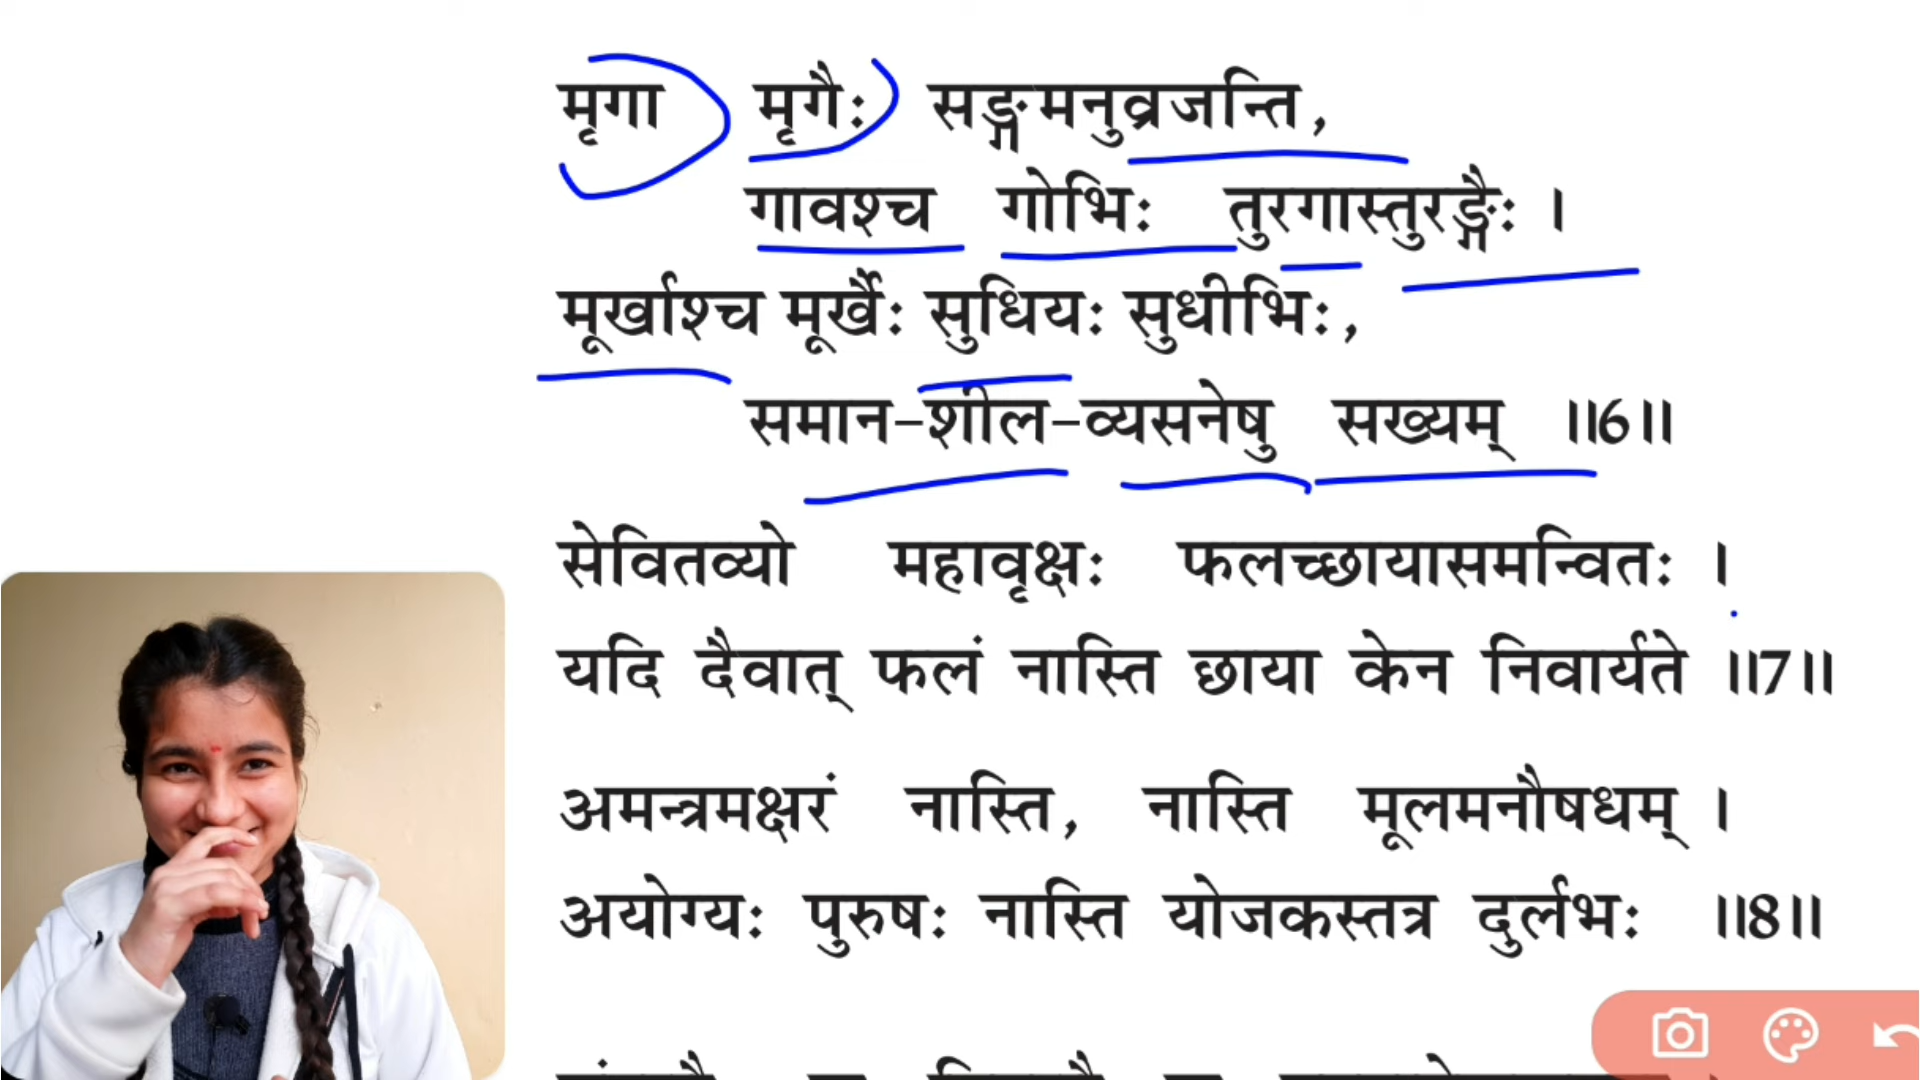 मृगा मृगैः सङ्गमनुव्रजन्ति,
गावश्च गोभिः तुरगास्तुरङ्गैः ।
मूर्खाश्च मूर्खैः सुधियः सुधीभिः,
समान-शील-व्यसनेषु सख्यम् ॥6॥
सेवितव्यो महावृक्षः फलच्छायासमन्वितः ।
यदि दैवात् फलं नास्ति छाया केन निवार्यते ॥7॥
अमन्त्रमक्षरं नास्ति, नास्ति मूलमनौषधम् ।
अयोग्यः पुरुषः नास्ति योजकस्तत्र दुर्लभः ॥8॥